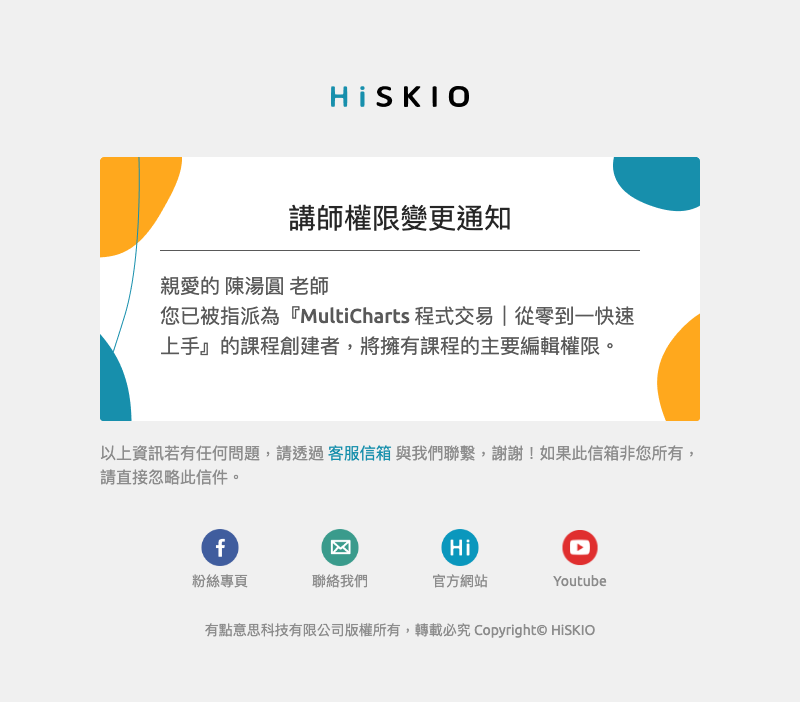 HiSKIO
講師權限變更通知
親愛的 陳湯圓 老師
您已被指派為『MultiCharts 程式交易｜從零到一快速
上手』的課程創建者，將擁有課程的主要編輯權限。
以上資訊若有任何問題，請透過 客服信箱 與我們聯繫，謝謝！如果此信箱非您所有，
請直接忽略此信件。
Hi
粉絲專頁 聯絡我們 官方網站 Youtube
有點意思科技有限公司版權所有，轉載必究 Copyright© HiSKIO